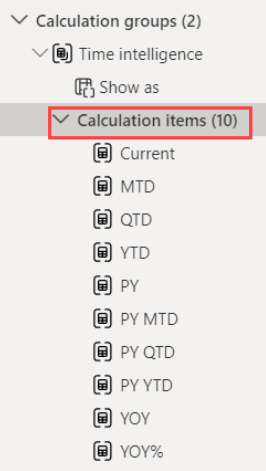 Calculation groups (2)
Time intelligence
Show as
Calculation items (10)
Current
MTD
QTD
YTD
PY
PY MTD
PY QTD
PY YTD
YOY
YOY%